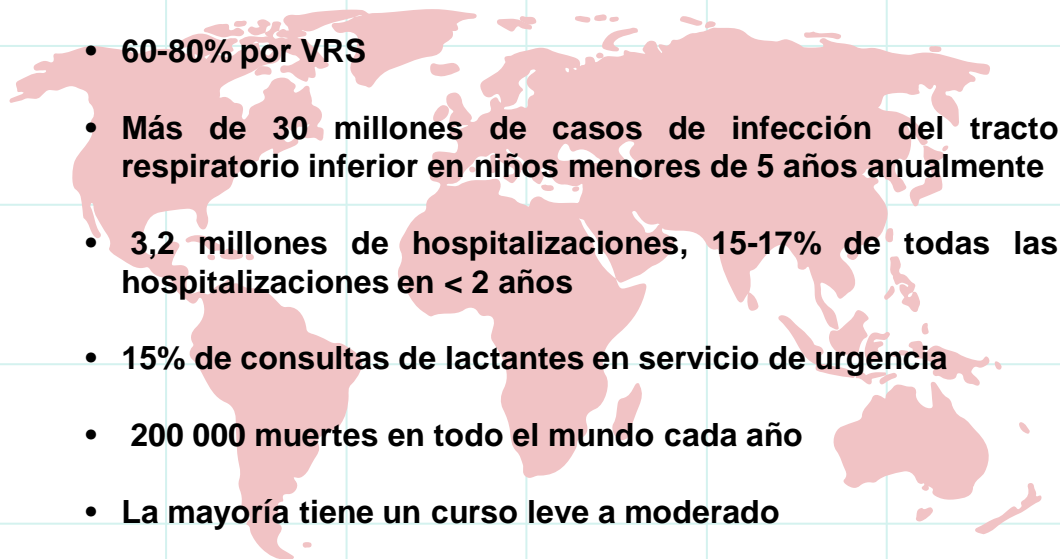 • 60-80% por VRS
• Más de 30 millones de casos de infección del tracto
respiratorio inferior en niños menores de 5 años anualmente
• 3,2 millones de hospitalizaciones, 15-17% de todas las
hospitalizaciones en < 2 años
• 15% de consultas de lactantes en servicio de urgencia
• 200 000 muertes en todo el mundo cada año
• La mayoría tiene un curso leve a moderado